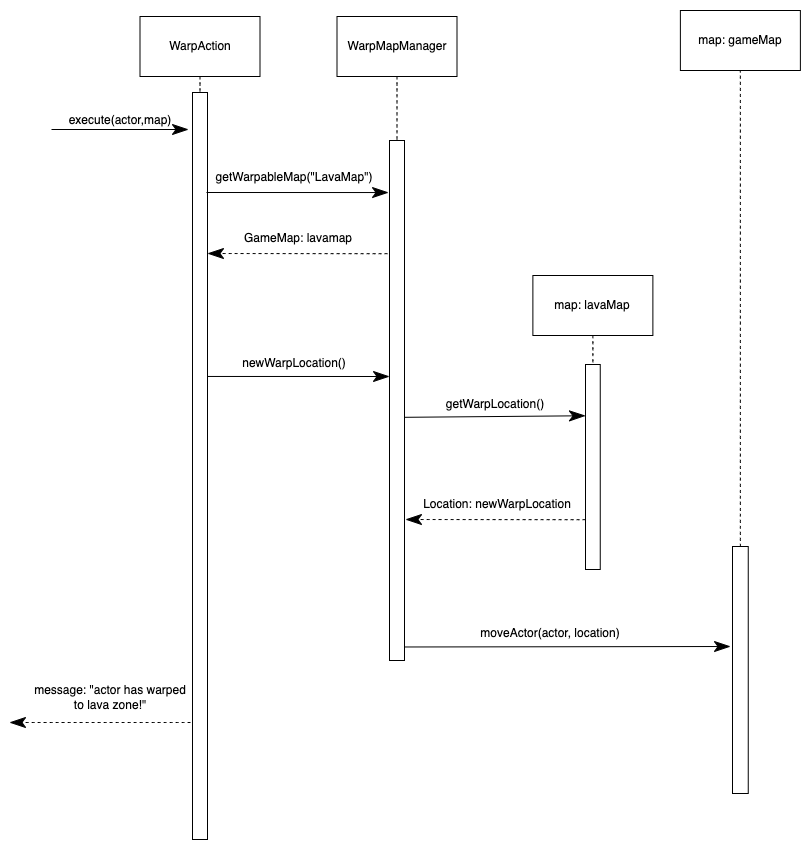 WarpAction
WarpMapManager
map: gameMap
execute(actor,map)
getWarpableMap("LavaMap")
GameMap: lavamap
map: lavaMap
newWarpLocation()
getWarpLocation()
Location: newWarpLocation
moveActor(actor, location)
message: "actor has warped
to lava zone!"